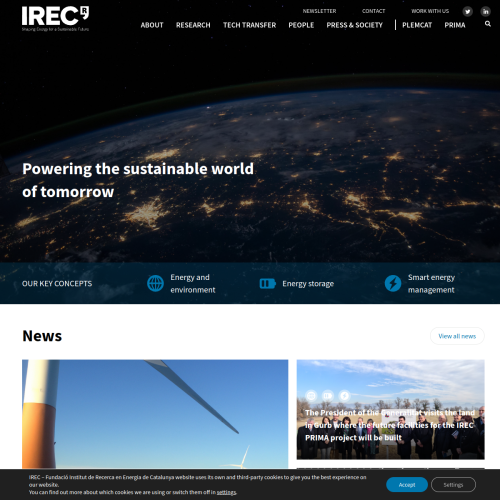 IREC R
NEWSLETTER CONTACT WORK WITH US
ABOUT RESEARCH TECH TRANSFER PEOPLE PRESS & SOCIETY PLEMCAT PRIMA
Powering the sustainable world
of tomorrow
OUR KEY CONCEPTS
Energy and
environment
Energy storage
Smart energy
management
News
View all news
The President of the Generalitat visits the land
in Gurb where the future facilities for the IREC
PRIMA project will be built
IREC – Fundació Institut de Recerca en Energia de Catalunya website uses its own and third-party cookies to give you the best experience on
our website.
You can find out more about which cookies we are using or switch them off in settings.
Accept
Settings